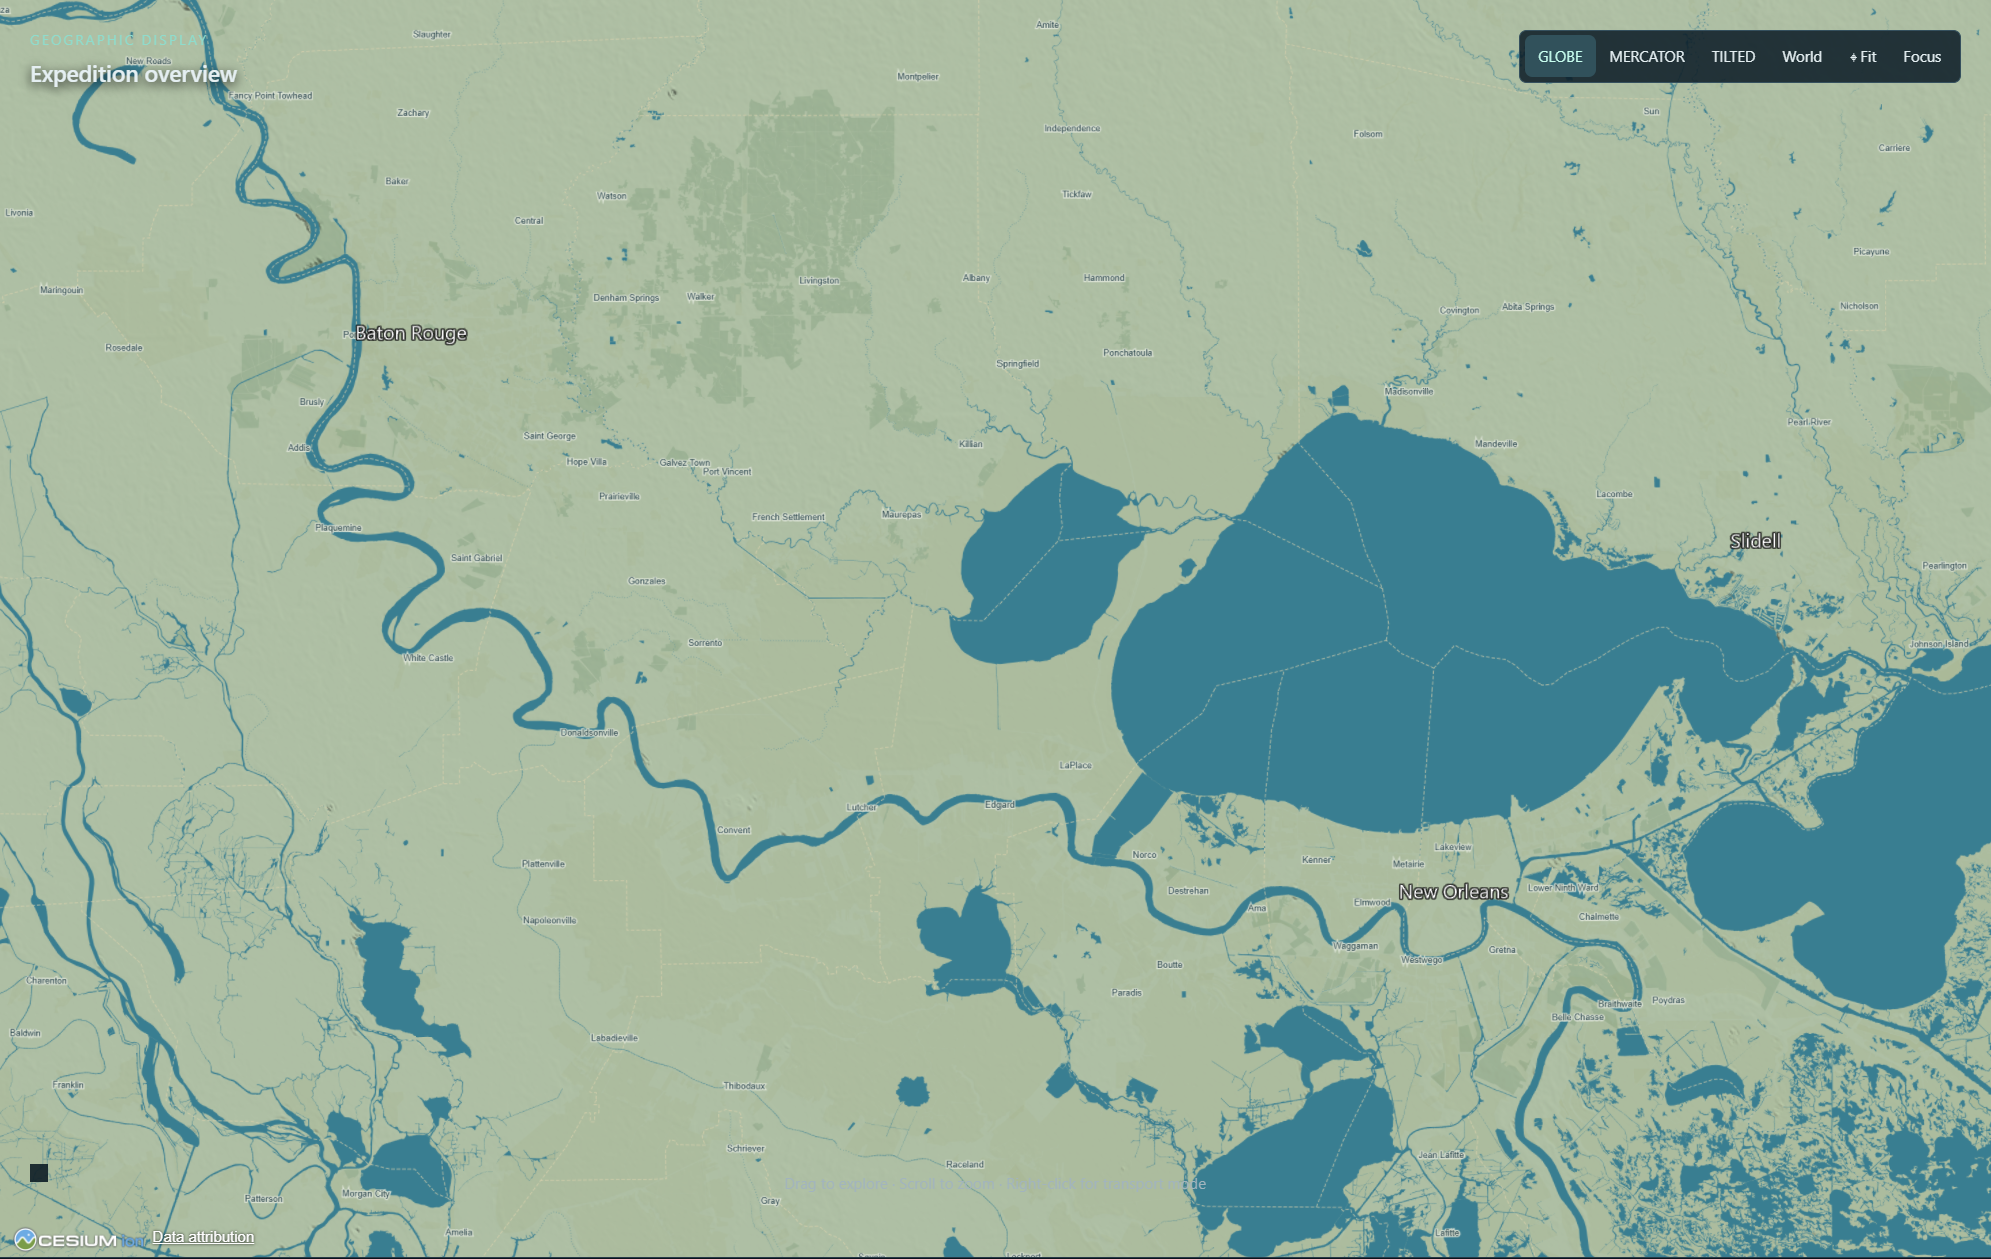 GEOGRAPHIC DISPLAY
Expedition overview
GLOBE
MERCATOR
TILTED
World
Fit
Focus
Slaughter
Amite
New Roads
Montpelier
Fancy Point Towhead
Zachary
Independence
Folsom
Sun
Carriere
Baker
Watson
Tickfaw
Livonia
Central
Picayune
Maringouin
Denham Springs
Walker
Livingston
Albany
Hammond
Covington
Abita Springs
Nicholson
Baton Rouge
Rosedale
Springfield
Ponchatoula
Madisonville
Brusly
Pearl River
Addis
Saint George
Killian
Mandeville
Hope Villa
Galvez Town
Port Vincent
Prairieville
Lacombe
French Settlement
Maurepas
Plaquemine
Slidell
Saint Gabriel
Pearlington
Gonzales
Sorrento
Johnson Island
White Castle
Donaldsonville
LaPlace
Lutcher
Edgard
Convent
Lakeview
Norco
Kenner
Metairie
Plattenville
Destrehan
New Orleans
Lower Ninth Ward
Elmwood
Ama
Chalmette
Napoleonville
Waggaman
Gretna
Westwego
Boutte
Charenton
Paradis
Braithwaite
Poydras
Belle Chasse
Baldwin
Labadieville
Franklin
Thibodaux
Schriever
Jean Lafitte
Raceland
Morgan City
Patterson
Gray
Amelia
Lafitte
CESIUM ion
Data attribution